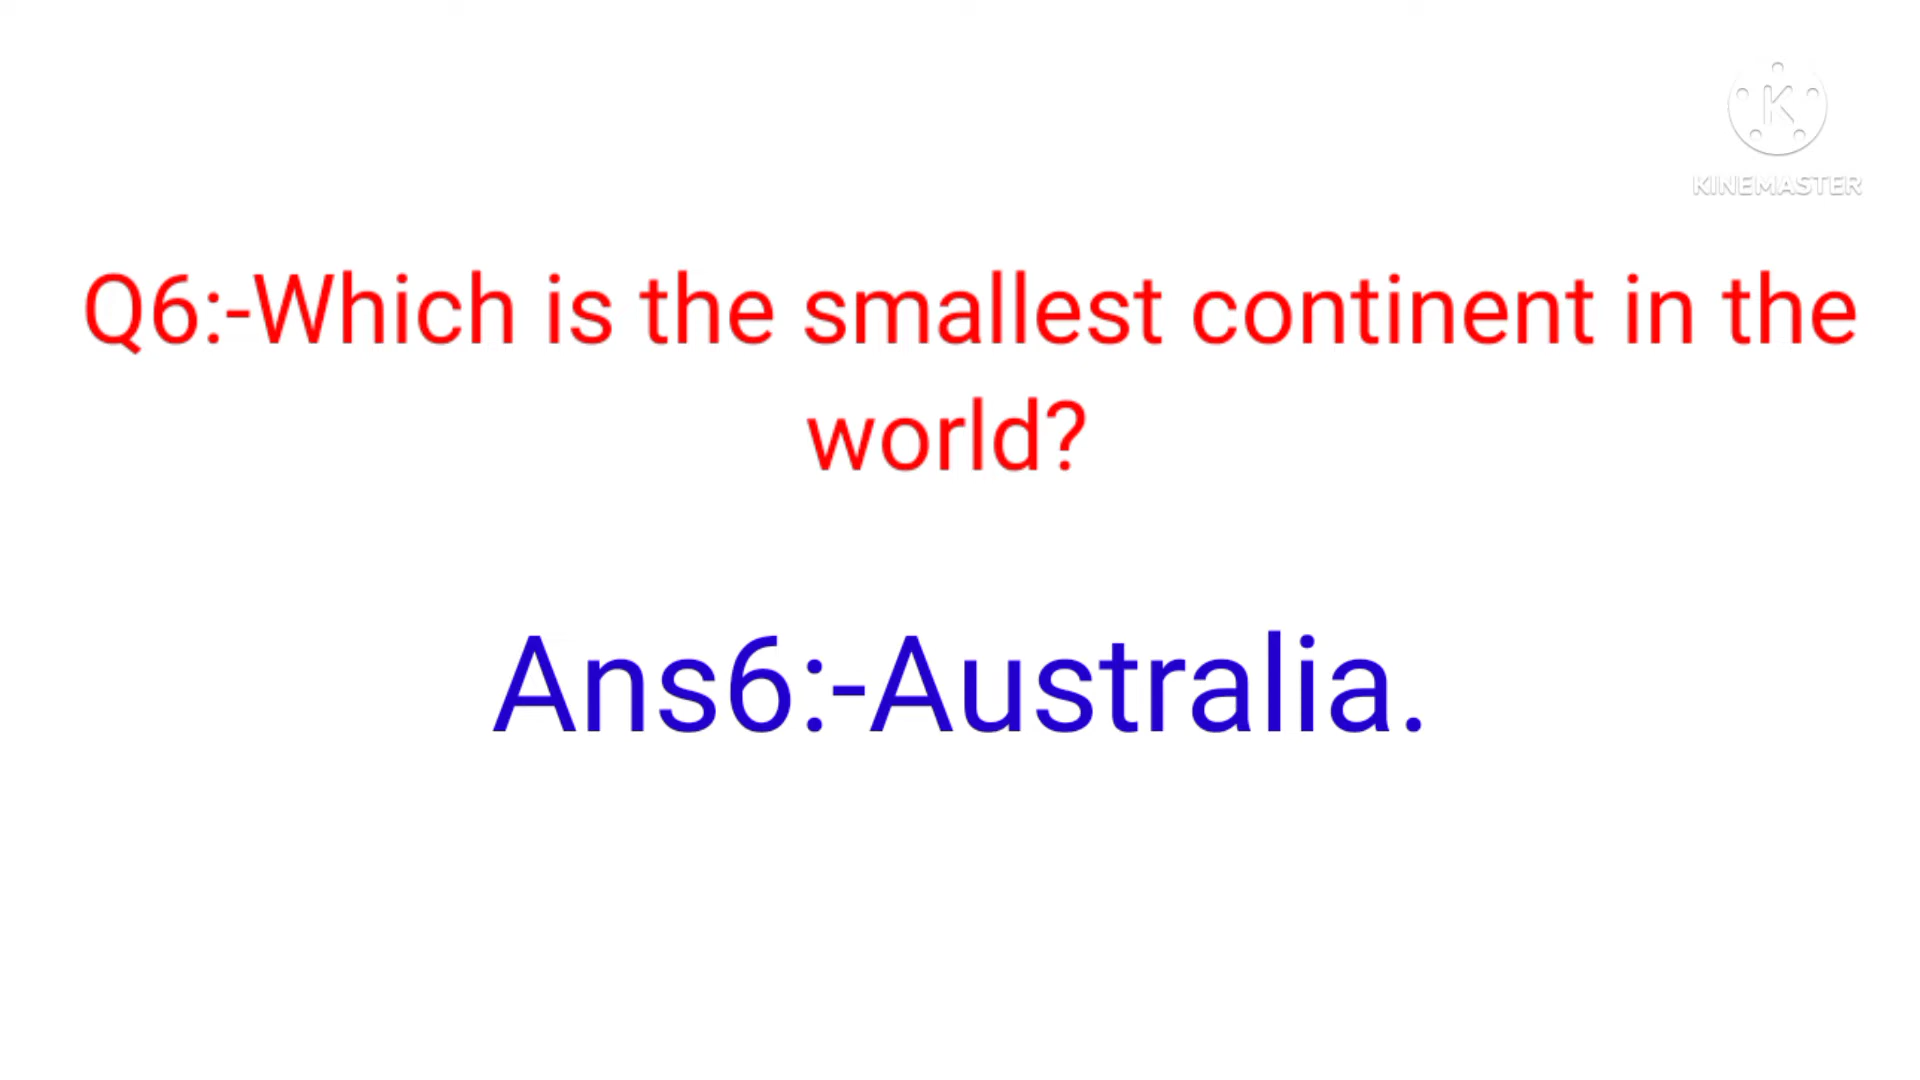 K
KINEMASTER
Q6:-Which is the smallest continent in the
world?
Ans6:-Australia.